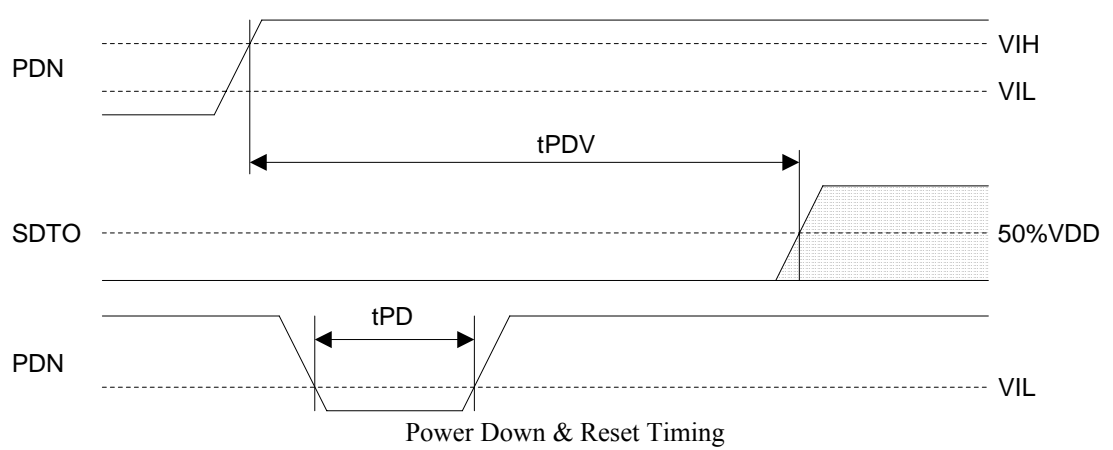 VIH
PDN
VIL
tPDV
SDTO
50%VDD
tPD
PDN
VIL
Power Down & Reset Timing